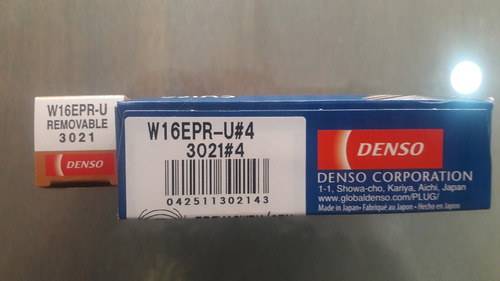 W16EPR-U
REMOVABLE
3021
DENSO
W16EPR-U#4
3021#4
042511302143
DENSO
DENSO CORPORATION
1-1, Showa-cho, Kariya, Aichi, Japan
www.globaldenso.com/PLUG/
Made in Japan•Fabriqué au Japon • Hecho en Japon